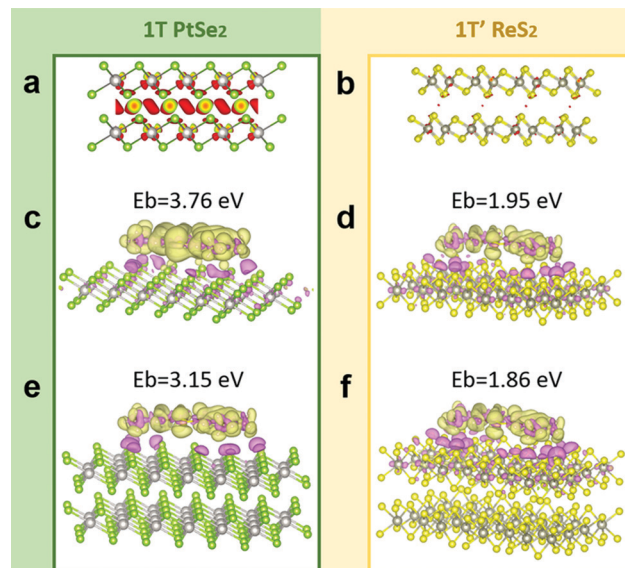 1T PtSe₂
1T’ ReS₂
a
b
Eb=3.76 eV
Eb=1.95 eV
c
d
Eb=3.15 eV
Eb=1.86 eV
e
f